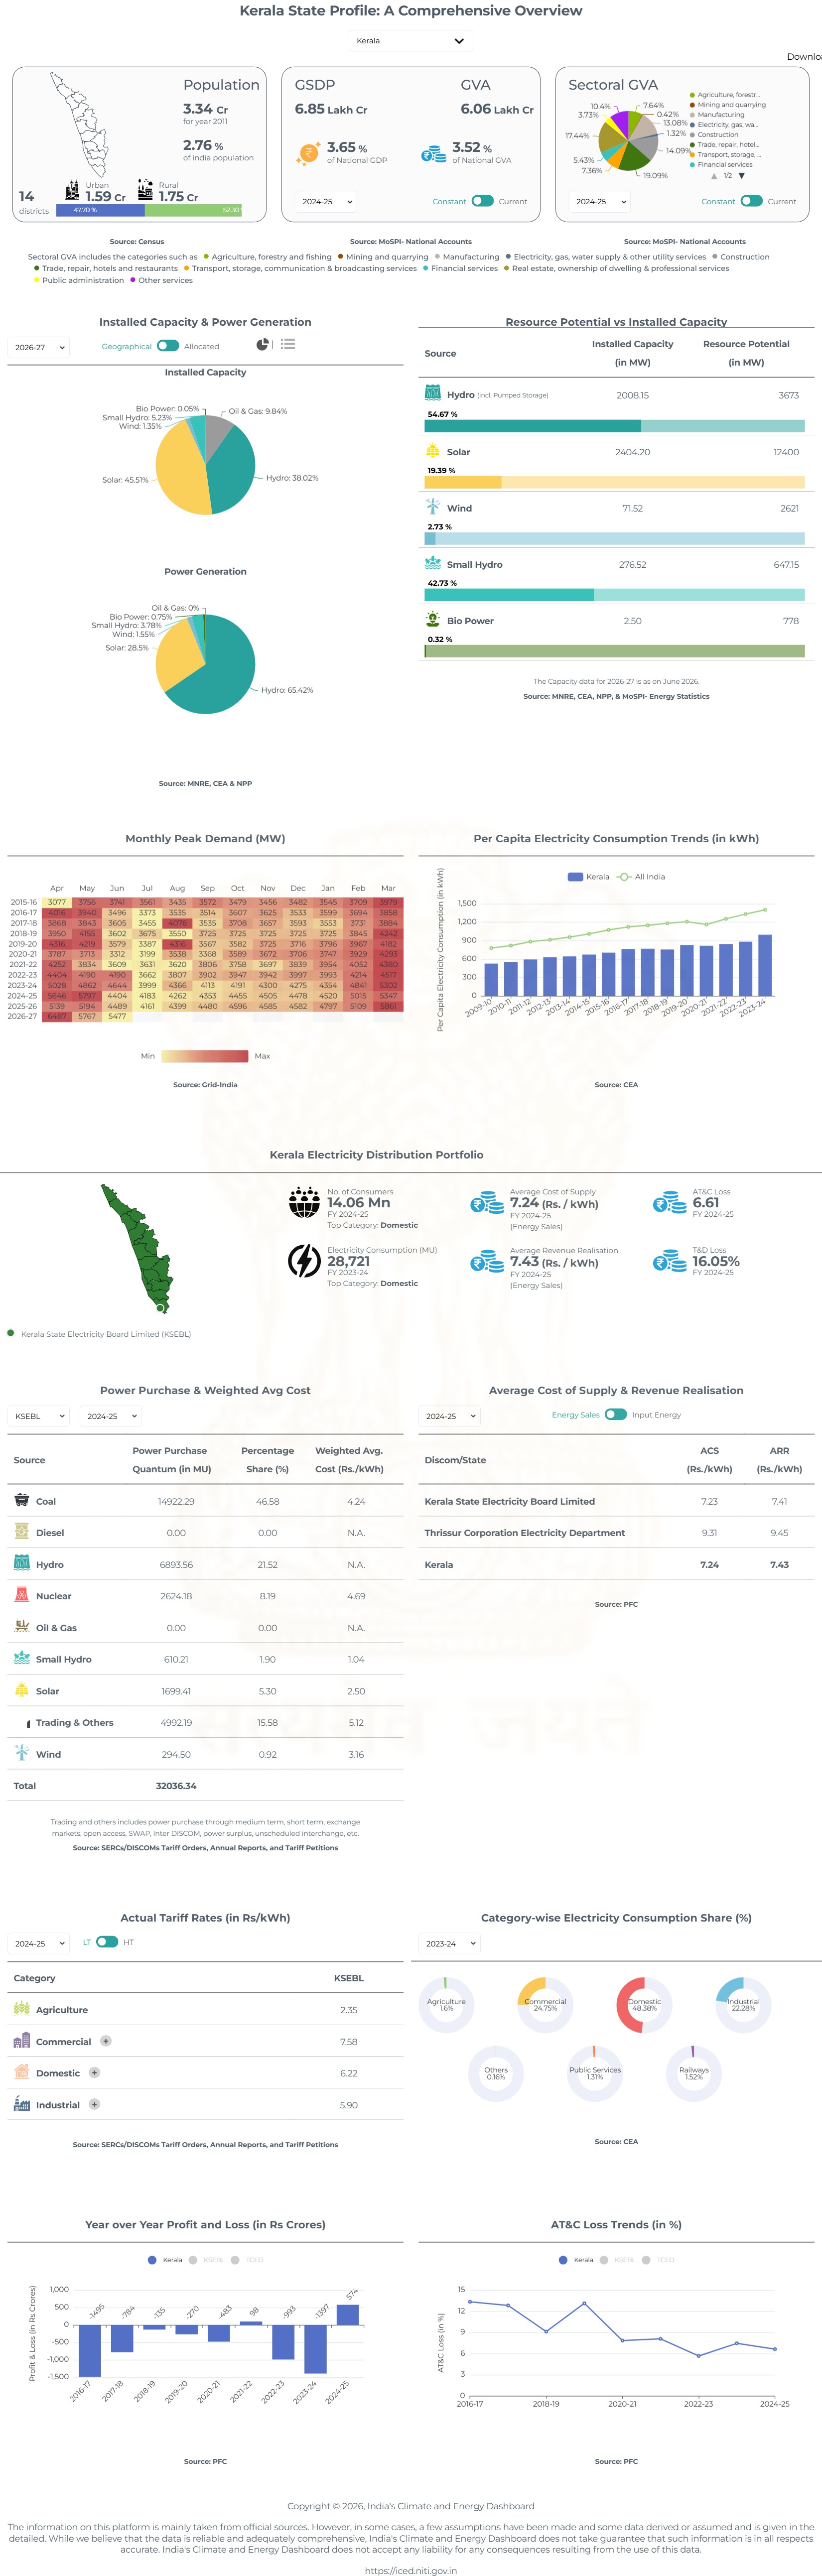 Kerala State Profile: A Comprehensive Overview
Kerala
Downloa
Population
3.34 Cr
for year 2011
2.76 %
of india population
14
districts
Urban
1.59 Cr
Rural
1.75 Cr
47.70 %
52.30
GSDP
6.85 Lakh Cr
3.65 %
of National GDP
GVA
6.06 Lakh Cr
3.52 %
of National GVA
2024-25
Constant Current
Sectoral GVA
10.4%
7.64%
3.73%
0.42%
13.08%
17.44%
1.32%
14.09%
5.43%
7.36%
19.09%
Agriculture, forestr...
Mining and quarrying
Manufacturing
Electricity, gas, wa...
Construction
Trade, repair, hotel...
Transport, storage, ...
Financial services
1/2
2024-25
Constant Current
Source: Census
Source: MoSPI- National Accounts
Source: MoSPI- National Accounts
Sectoral GVA includes the categories such as Agriculture, forestry and fishing Mining and quarrying Manufacturing Electricity, gas, water supply & other utility services Construction
Trade, repair, hotels and restaurants Transport, storage, communication & broadcasting services Financial services Real estate, ownership of dwelling & professional services
Public administration Other services
Installed Capacity & Power Generation
2026-27
Geographical Allocated
Installed Capacity
Bio Power: 0.05%
Oil & Gas: 9.84%
Small Hydro: 5.23%
Wind: 1.35%
Solar: 45.51%
Hydro: 38.02%
Power Generation
Oil & Gas: 0%
Bio Power: 0.75%
Small Hydro: 3.78%
Wind: 1.55%
Solar: 28.5%
Hydro: 65.42%
Source: MNRE, CEA & NPP
Resource Potential vs Installed Capacity
Source Installed Capacity (in MW) Resource Potential (in MW)
Hydro (incl. Pumped Storage) 2008.15 3673
54.67 %
Solar 2404.20 12400
19.39 %
Wind 71.52 2621
2.73 %
Small Hydro 276.52 647.15
42.73 %
Bio Power 2.50 778
0.32 %
The Capacity data for 2026-27 is as on June 2026.
Source: MNRE, CEA, NPP, & MoSPI- Energy Statistics
Monthly Peak Demand (MW)
Apr May Jun Jul Aug Sep Oct Nov Dec Jan Feb Mar
2015-16 3077 3756 3741 3561 3435 3572 3479 3456 3482 3545 3709 3979
2016-17 4016 3940 3496 3373 3535 3514 3607 3625 3533 3599 3694 3858
2017-18 3868 3843 3605 3455 4076 3535 3708 3657 3593 3553 3731 3884
2018-19 3950 4155 3602 3675 3550 3725 3725 3725 3725 3725 3845 4242
2019-20 4316 4219 3579 3387 4316 3567 3582 3725 3716 3796 3967 4182
2020-21 3787 3713 3312 3199 3538 3368 3589 3672 3706 3747 3929 4293
2021-22 4252 3834 3609 3631 3620 3806 3758 3697 3839 3954 4052 4380
2022-23 4404 4190 4190 3662 3807 3902 3947 3942 3997 3993 4214 4517
2023-24 5028 4862 4644 3999 4366 4113 4191 4300 4275 4354 4841 5302
2024-25 5646 5797 4404 4183 4262 4353 4455 4505 4478 4520 5015 5347
2025-26 5139 5194 4489 4161 4399 4480 4596 4585 4582 4797 5109 5861
2026-27 6487 5767 5477
Min Max
Source: Grid-India
Per Capita Electricity Consumption Trends (in kWh)
Kerala All India
Per Capita Electricity Consumption (in kWh)
1,500
1,200
900
600
300
0
2009-10 2010-11 2011-12 2012-13 2013-14 2014-15 2015-16 2016-17 2017-18 2018-19 2019-20 2020-21 2021-22 2022-23 2023-24
Source: CEA
Kerala Electricity Distribution Portfolio
Kerala State Electricity Board Limited (KSEBL)
No. of Consumers
14.06 Mn
FY 2024-25
Top Category: Domestic
Average Cost of Supply
7.24 (Rs. / kWh)
FY 2024-25
(Energy Sales)
AT&C Loss
6.61
FY 2024-25
Electricity Consumption (MU)
28,721
FY 2023-24
Top Category: Domestic
Average Revenue Realisation
7.43 (Rs. / kWh)
FY 2024-25
(Energy Sales)
T&D Loss
16.05%
FY 2024-25
Power Purchase & Weighted Avg Cost
KSEBL 2024-25
Source Power Purchase Quantum (in MU) Percentage Share (%) Weighted Avg. Cost (Rs./kWh)
Coal 14922.29 46.58 4.24
Diesel 0.00 0.00 N.A.
Hydro 6893.56 21.52 N.A.
Nuclear 2624.18 8.19 4.69
Oil & Gas 0.00 0.00 N.A.
Small Hydro 610.21 1.90 1.04
Solar 1699.41 5.30 2.50
Trading & Others 4992.19 15.58 5.12
Wind 294.50 0.92 3.16
Total 32036.34
Trading and others includes power purchase through medium term, short term, exchange
markets, open access, SWAP, Inter DISCOM, power surplus, unscheduled interchange, etc.
Source: SERCs/DISCOMs Tariff Orders, Annual Reports, and Tariff Petitions
Average Cost of Supply & Revenue Realisation
2024-25
Energy Sales Input Energy
Discom/State ACS (Rs./kWh) ARR (Rs./kWh)
Kerala State Electricity Board Limited 7.23 7.41
Thrissur Corporation Electricity Department 9.31 9.45
Kerala 7.24 7.43
Source: PFC
सत्यमेव जयते
Actual Tariff Rates (in Rs/kWh)
2024-25
LT HT
Category KSEBL
Agriculture 2.35
Commercial + 7.58
Domestic + 6.22
Industrial + 5.90
Source: SERCs/DISCOMs Tariff Orders, Annual Reports, and Tariff Petitions
Category-wise Electricity Consumption Share (%)
2023-24
Agriculture
1.6%
Commercial
24.75%
Domestic
48.38%
Industrial
22.28%
Others
0.16%
Public Services
1.31%
Railways
1.52%
Source: CEA
Year over Year Profit and Loss (in Rs Crores)
Kerala KSEBL TCED
Profit & Loss (in Rs Crores)
1,000
500
0
-500
-1,000
-1,500
-1495 -784 -135 -270 -483 98 -993 -1397 574
2016-17 2017-18 2018-19 2019-20 2020-21 2021-22 2022-23 2023-24 2024-25
Source: PFC
AT&C Loss Trends (in %)
Kerala KSEBL TCED
AT&C Loss (in %)
15
12
9
6
3
0
2016-17 2018-19 2020-21 2022-23 2024-25
Source: PFC
Copyright © 2026, India's Climate and Energy Dashboard
The information on this platform is mainly taken from official sources. However, in some cases, a few assumptions have been made and some data derived or assumed and is given in the
detailed. While we believe that the data is reliable and adequately comprehensive, India's Climate and Energy Dashboard does not take guarantee that such information is in all respects
accurate. India's Climate and Energy Dashboard does not accept any liability for any consequences resulting from the use of this data.
https://iced.niti.gov.in